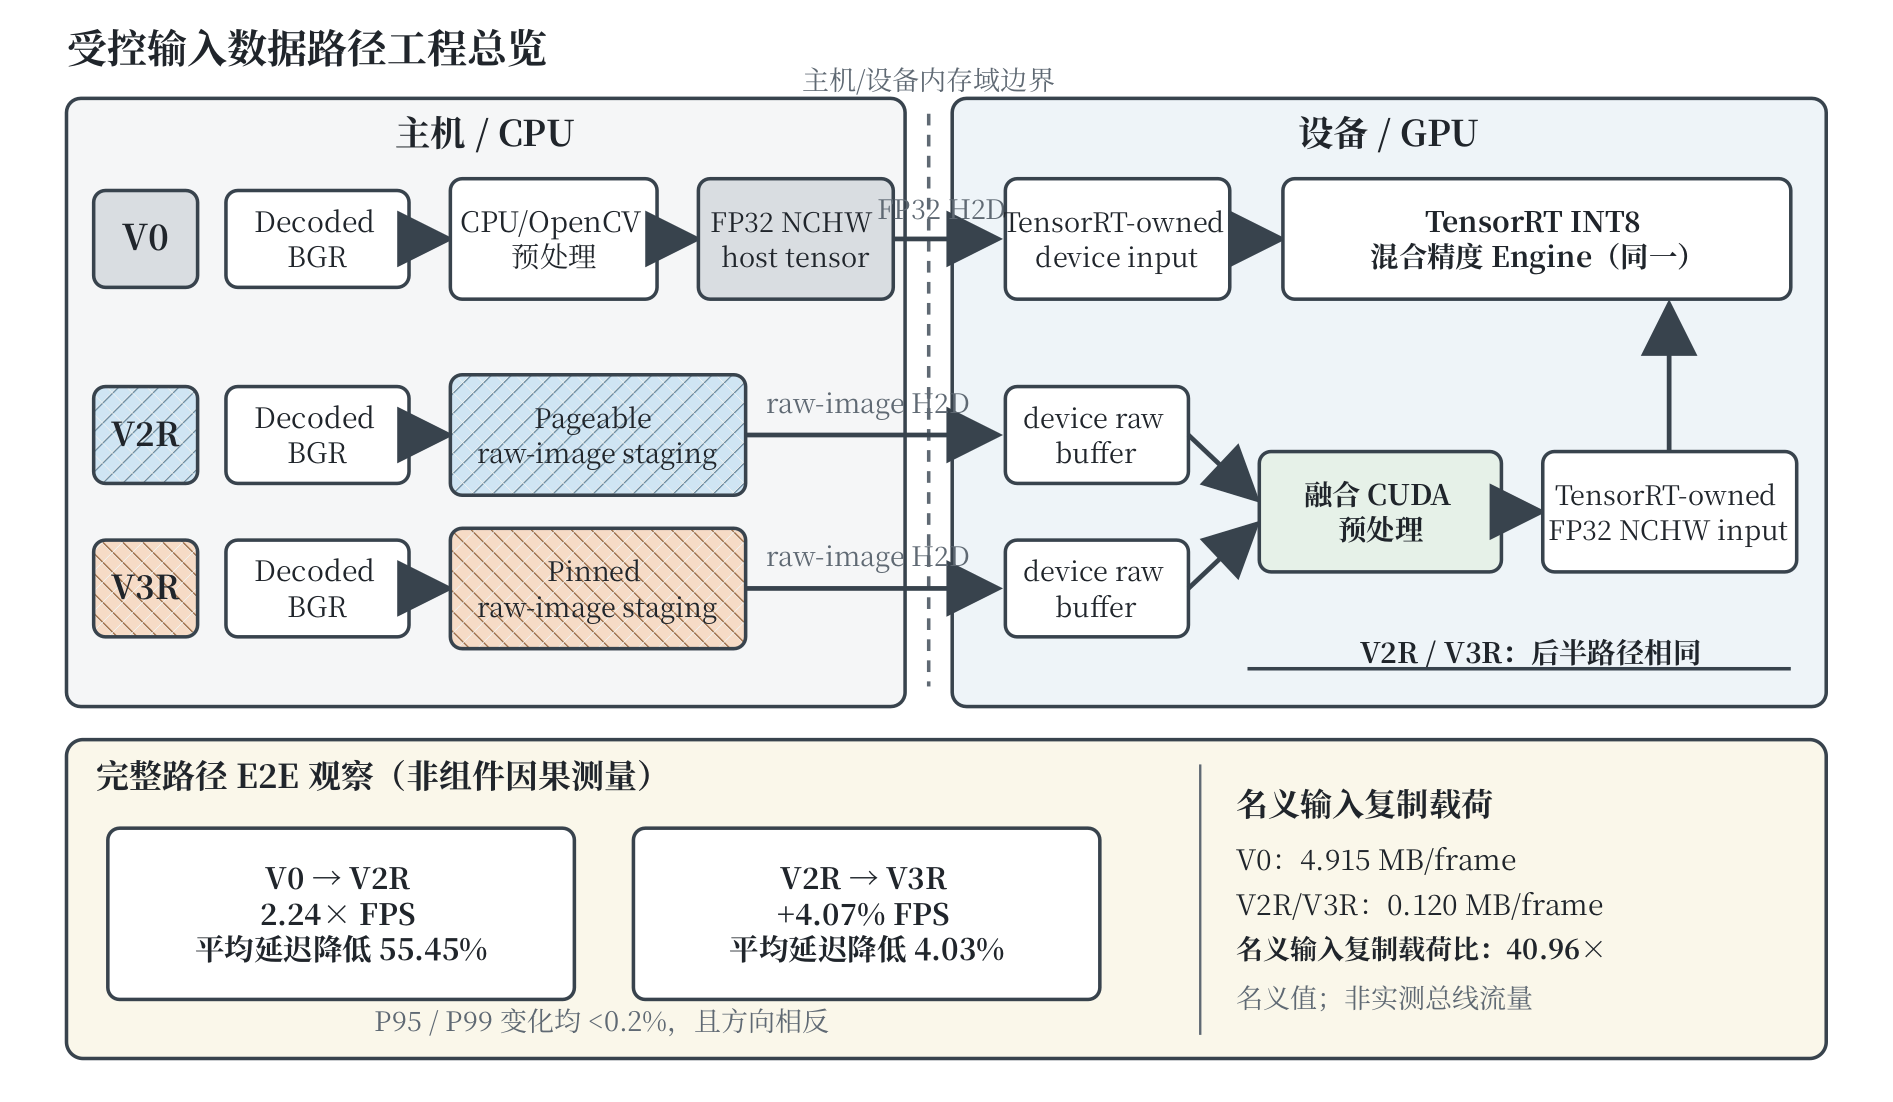 受控输入数据路径工程总览
主机/设备内存域边界
主机 / CPU
设备 / GPU
V0
Decoded
BGR
CPU/OpenCV
预处理
FP32 NCHW
host tensor
FP32 H2D
TensorRT-owned
device input
TensorRT INT8
混合精度 Engine（同一）
V2R
Decoded
BGR
Pageable
raw-image staging
raw-image H2D
device raw
buffer
融合 CUDA
预处理
TensorRT-owned
FP32 NCHW input
V3R
Decoded
BGR
Pinned
raw-image staging
raw-image H2D
device raw
buffer
V2R / V3R：后半路径相同
完整路径 E2E 观察（非组件因果测量）
V0 → V2R
2.24× FPS
平均延迟降低 55.45%
V2R → V3R
+4.07% FPS
平均延迟降低 4.03%
P95 / P99 变化均 <0.2%，且方向相反
名义输入复制载荷
V0：4.915 MB/frame
V2R/V3R：0.120 MB/frame
名义输入复制载荷比：40.96×
名义值；非实测总线流量